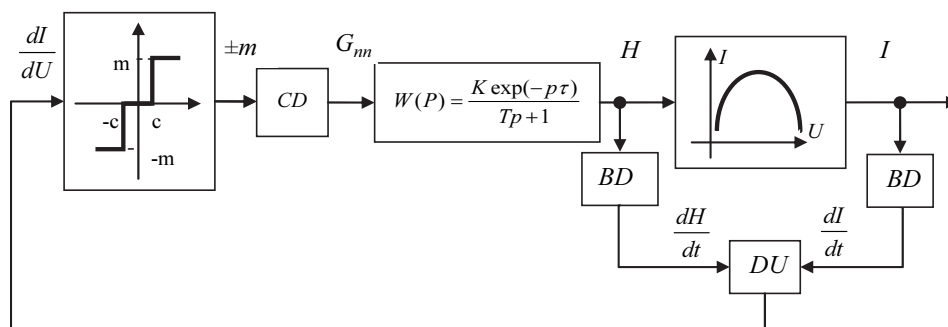 dI/dU
m
-c
c
-m
±m
CD
G_nn
W(P) = K exp(−pτ) / Tp + 1
H
I
U
I
BD
BD
dH/dt
dI/dt
DU